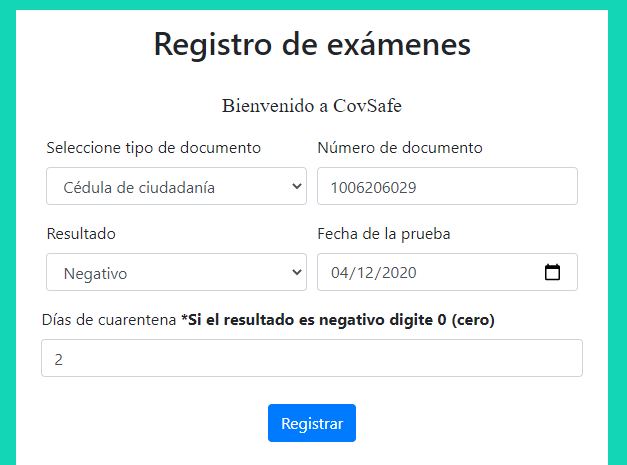 Registro de exámenes
Bienvenido a CovSafe
Seleccione tipo de documento
Número de documento
Cédula de ciudadanía
1006206029
Resultado
Fecha de la prueba
Negativo
04/12/2020
Días de cuarentena *Si el resultado es negativo digite 0 (cero)
2
Registrar